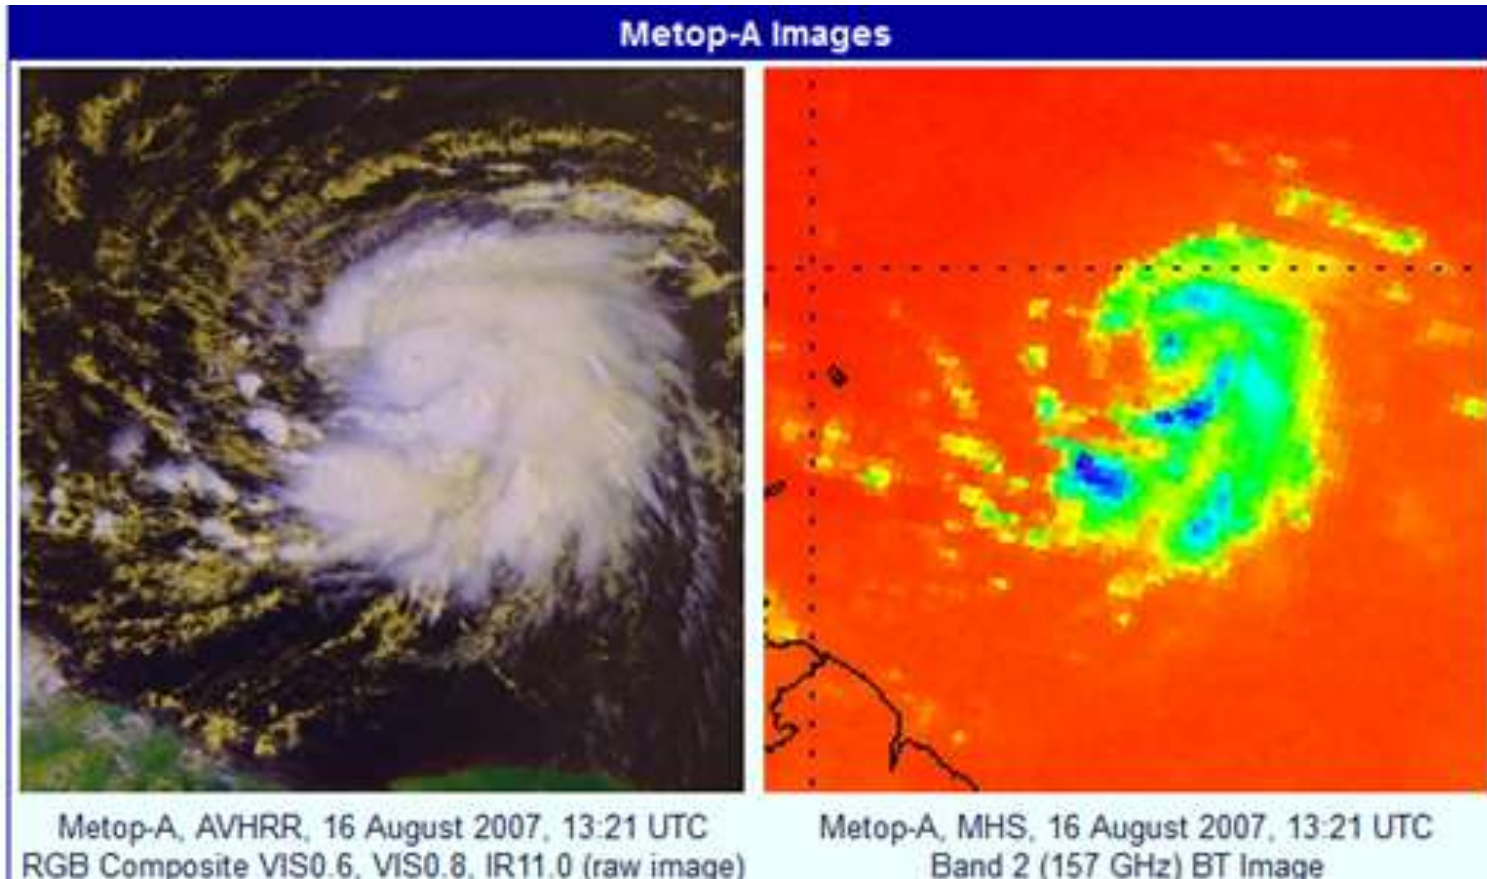 Metop-A Images
Metop-A, AVHRR, 16 August 2007, 13:21 UTC
RGB Composite VIS0.6, VIS0.8, IR11.0 (raw image)
Metop-A, MHS, 16 August 2007, 13:21 UTC
Band 2 (157 GHz) BT Image